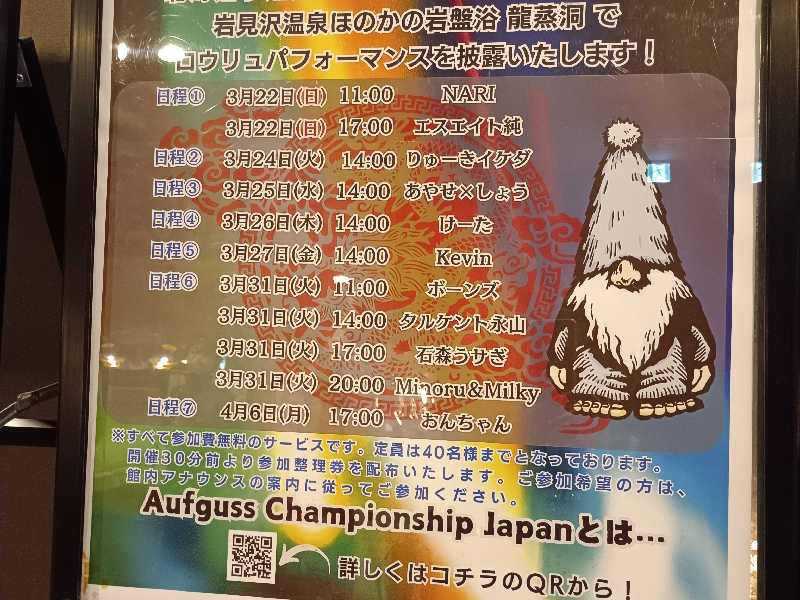 岩見沢温泉ほのかの岩盤浴 龍蒸洞 で
ロウリュパフォーマンスを披露いたします！
日程① 3月22日(日) 11:00 NARI
3月22日(日) 17:00 エスエイト純
日程② 3月24日(火) 14:00 りゅーきイケダ
日程③ 3月25日(水) 14:00 あやせ×しょう
日程④ 3月26日(木) 14:00 けーた
日程⑤ 3月27日(金) 14:00 Kevin
日程⑥ 3月31日(火) 11:00 ボーンズ
3月31日(火) 14:00 タルケント永山
3月31日(火) 17:00 石森うサぎ
3月31日(火) 20:00 Minoru&Milky
日程⑦ 4月6日(月) 17:00 おんちゃん
※すべて参加費無料のサービスです。定員は40名様までとなっております。
開催30分前より参加整理券を配布いたします。ご参加希望の方は、
館内アナウンスの案内に従ってご参加ください。
Aufguss Championship Japanとは…
詳しくはコチラのQRから！